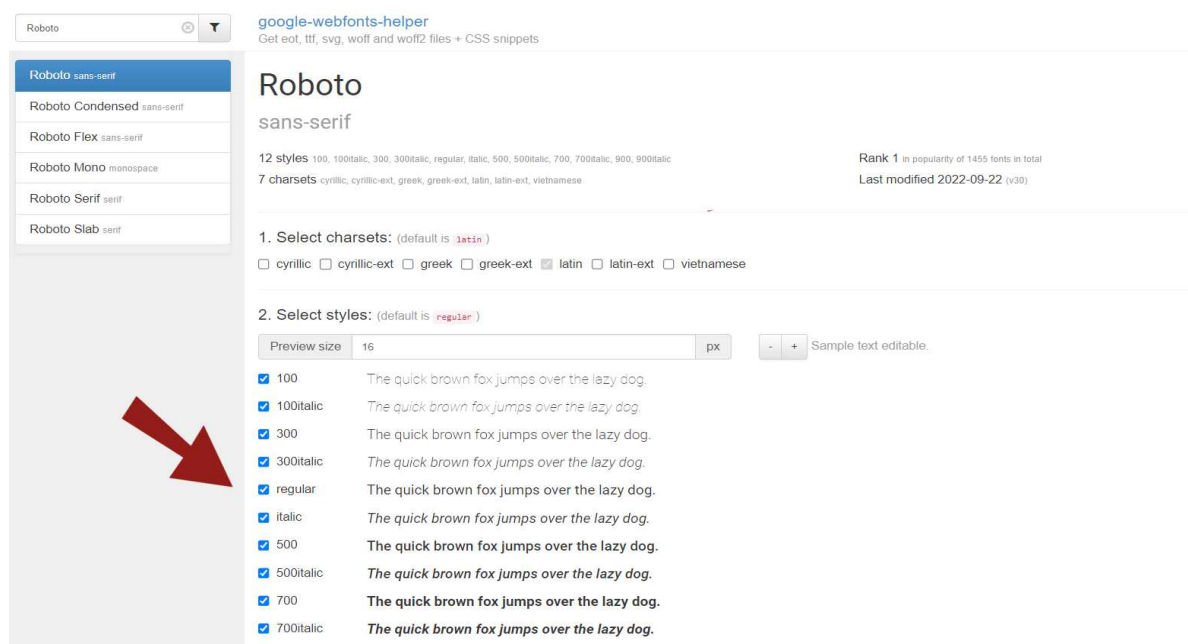 Roboto
google-webfonts-helper
Get eot, ttf, svg, woff and woff2 files + CSS snippets
Roboto sans-serif
Roboto Condensed sans-serif
Roboto Flex sans-serif
Roboto Mono monospace
Roboto Serif serif
Roboto Slab serif
Roboto
sans-serif
12 styles 100, 100italic, 300, 300italic, regular, italic, 500, 500italic, 700, 700italic, 900, 900italic
Rank 1 in popularity of 1455 fonts in total
7 charsets cyrillic, cyrillic-ext, greek, greek-ext, latin, latin-ext, vietnamese
Last modified 2022-09-22 (v30)
1. Select charsets: (default is latin )
cyrillic cyrillic-ext greek greek-ext latin latin-ext vietnamese
2. Select styles: (default is regular )
Preview size 16 px - + Sample text editable.
100 The quick brown fox jumps over the lazy dog.
100italic The quick brown fox jumps over the lazy dog.
300 The quick brown fox jumps over the lazy dog.
300italic The quick brown fox jumps over the lazy dog.
regular The quick brown fox jumps over the lazy dog.
italic The quick brown fox jumps over the lazy dog.
500 The quick brown fox jumps over the lazy dog.
500italic The quick brown fox jumps over the lazy dog.
700 The quick brown fox jumps over the lazy dog.
700italic The quick brown fox jumps over the lazy dog.